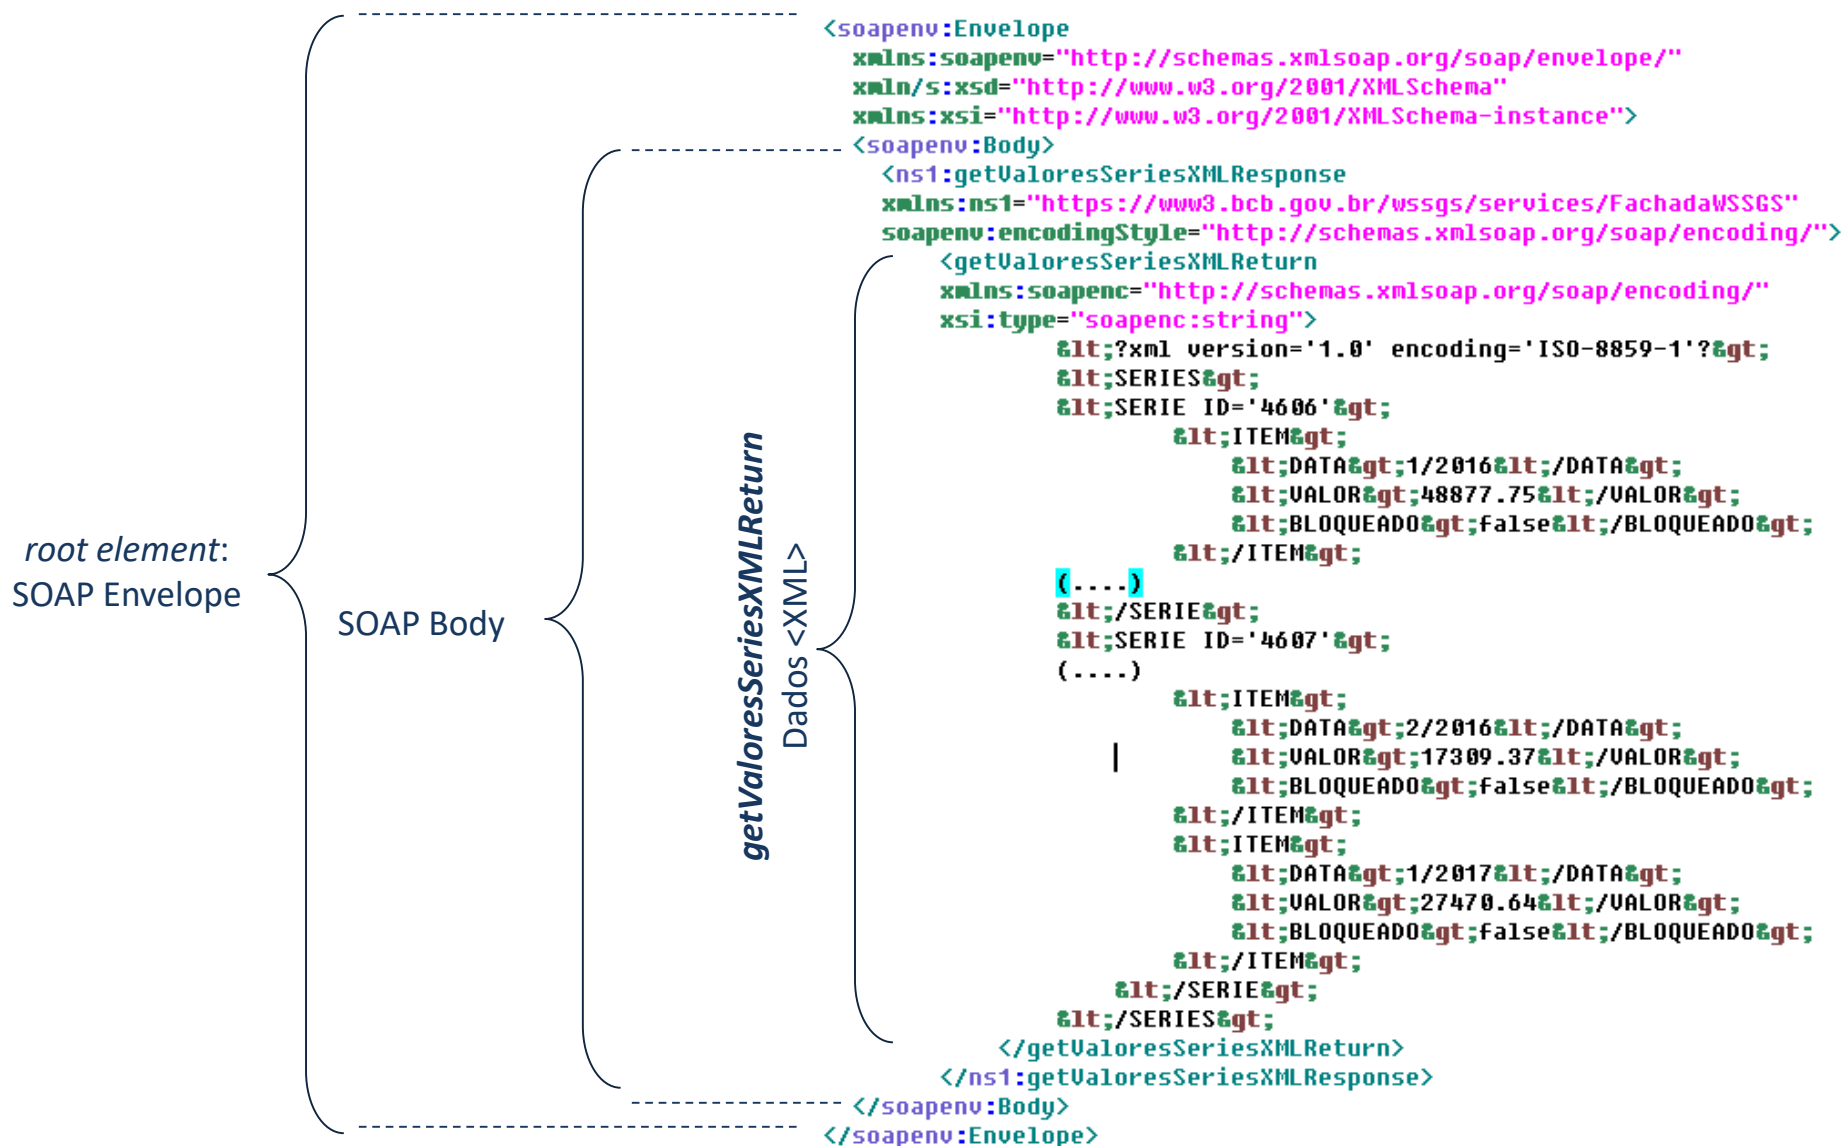 <soapenv:Envelope
xmlns:soapenv="http://schemas.xmlsoap.org/soap/envelope/"
xmln/s:xsd="http://www.w3.org/2001/XMLSchema"
xmlns:xsi="http://www.w3.org/2001/XMLSchema-instance">
<soapenv:Body>
<ns1:getValoresSeriesXMLResponse
xmlns:ns1="https://www3.bcb.gov.br/wssgs/services/FachadaWSSGS"
soapenv:encodingStyle="http://schemas.xmlsoap.org/soap/encoding/">
<getValoresSeriesXMLReturn
xmlns:soapenc="http://schemas.xmlsoap.org/soap/encoding/"
xsi:type="soapenc:string">
&lt;?xml version='1.0' encoding='ISO-8859-1'?&gt;
&lt;SERIES&gt;
&lt;SERIE ID='4606'&gt;
&lt;ITEM&gt;
&lt;DATA&gt;1/2016&lt;/DATA&gt;
&lt;VALOR&gt;48877.75&lt;/VALOR&gt;
&lt;BLOQUEADO&gt;false&lt;/BLOQUEADO&gt;
&lt;/ITEM&gt;
(....)
&lt;/SERIE&gt;
&lt;SERIE ID='4607'&gt;
(....)
&lt;ITEM&gt;
&lt;DATA&gt;2/2016&lt;/DATA&gt;
&lt;VALOR&gt;17309.37&lt;/VALOR&gt;
&lt;BLOQUEADO&gt;false&lt;/BLOQUEADO&gt;
&lt;/ITEM&gt;
&lt;ITEM&gt;
&lt;DATA&gt;1/2017&lt;/DATA&gt;
&lt;VALOR&gt;27470.64&lt;/VALOR&gt;
&lt;BLOQUEADO&gt;false&lt;/BLOQUEADO&gt;
&lt;/ITEM&gt;
&lt;/SERIE&gt;
&lt;/SERIES&gt;
</getValoresSeriesXMLReturn>
</ns1:getValoresSeriesXMLResponse>
</soapenv:Body>
</soapenv:Envelope>
root element:
SOAP Envelope
SOAP Body
getValoresSeriesXMLReturn
Dados <XML>